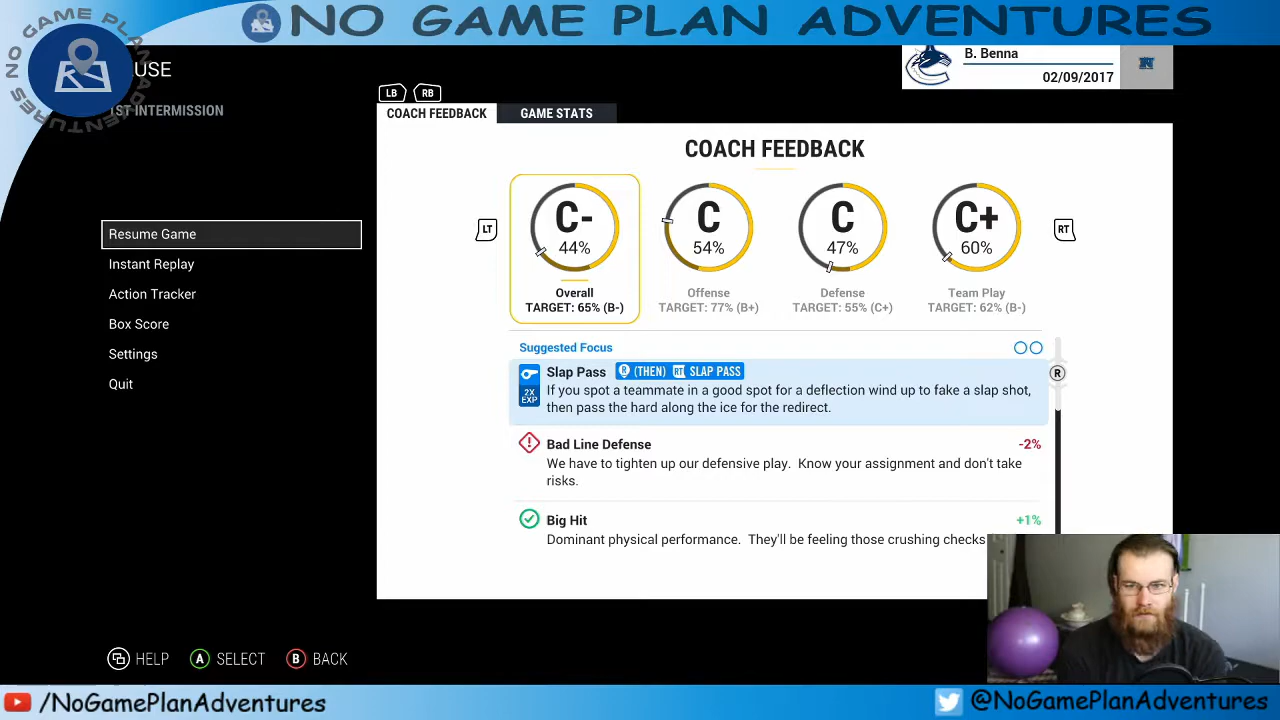 NO GAME PLAN ADVENTURES
NO GAME PLAN ADVENTURES
USE
1ST INTERMISSION
B. Benna
02/09/2017
LB RB
COACH FEEDBACK GAME STATS
COACH FEEDBACK
LT
C-
44%
Overall
TARGET: 65% (B-)
C
54%
Offense
TARGET: 77% (B+)
C
47%
Defense
TARGET: 55% (C+)
C+
60%
Team Play
TARGET: 62% (B-)
RT
Resume Game
Instant Replay
Action Tracker
Box Score
Settings
Quit
Suggested Focus
2X
EXP
Slap Pass R (THEN) RT SLAP PASS
If you spot a teammate in a good spot for a deflection wind up to fake a slap shot,
then pass the hard along the ice for the redirect.
R
Bad Line Defense -2%
We have to tighten up our defensive play. Know your assignment and don't take
risks.
Big Hit +1%
Dominant physical performance. They'll be feeling those crushing checks
HELP A SELECT B BACK
/NoGamePlanAdventures
@NoGamePlanAdventures